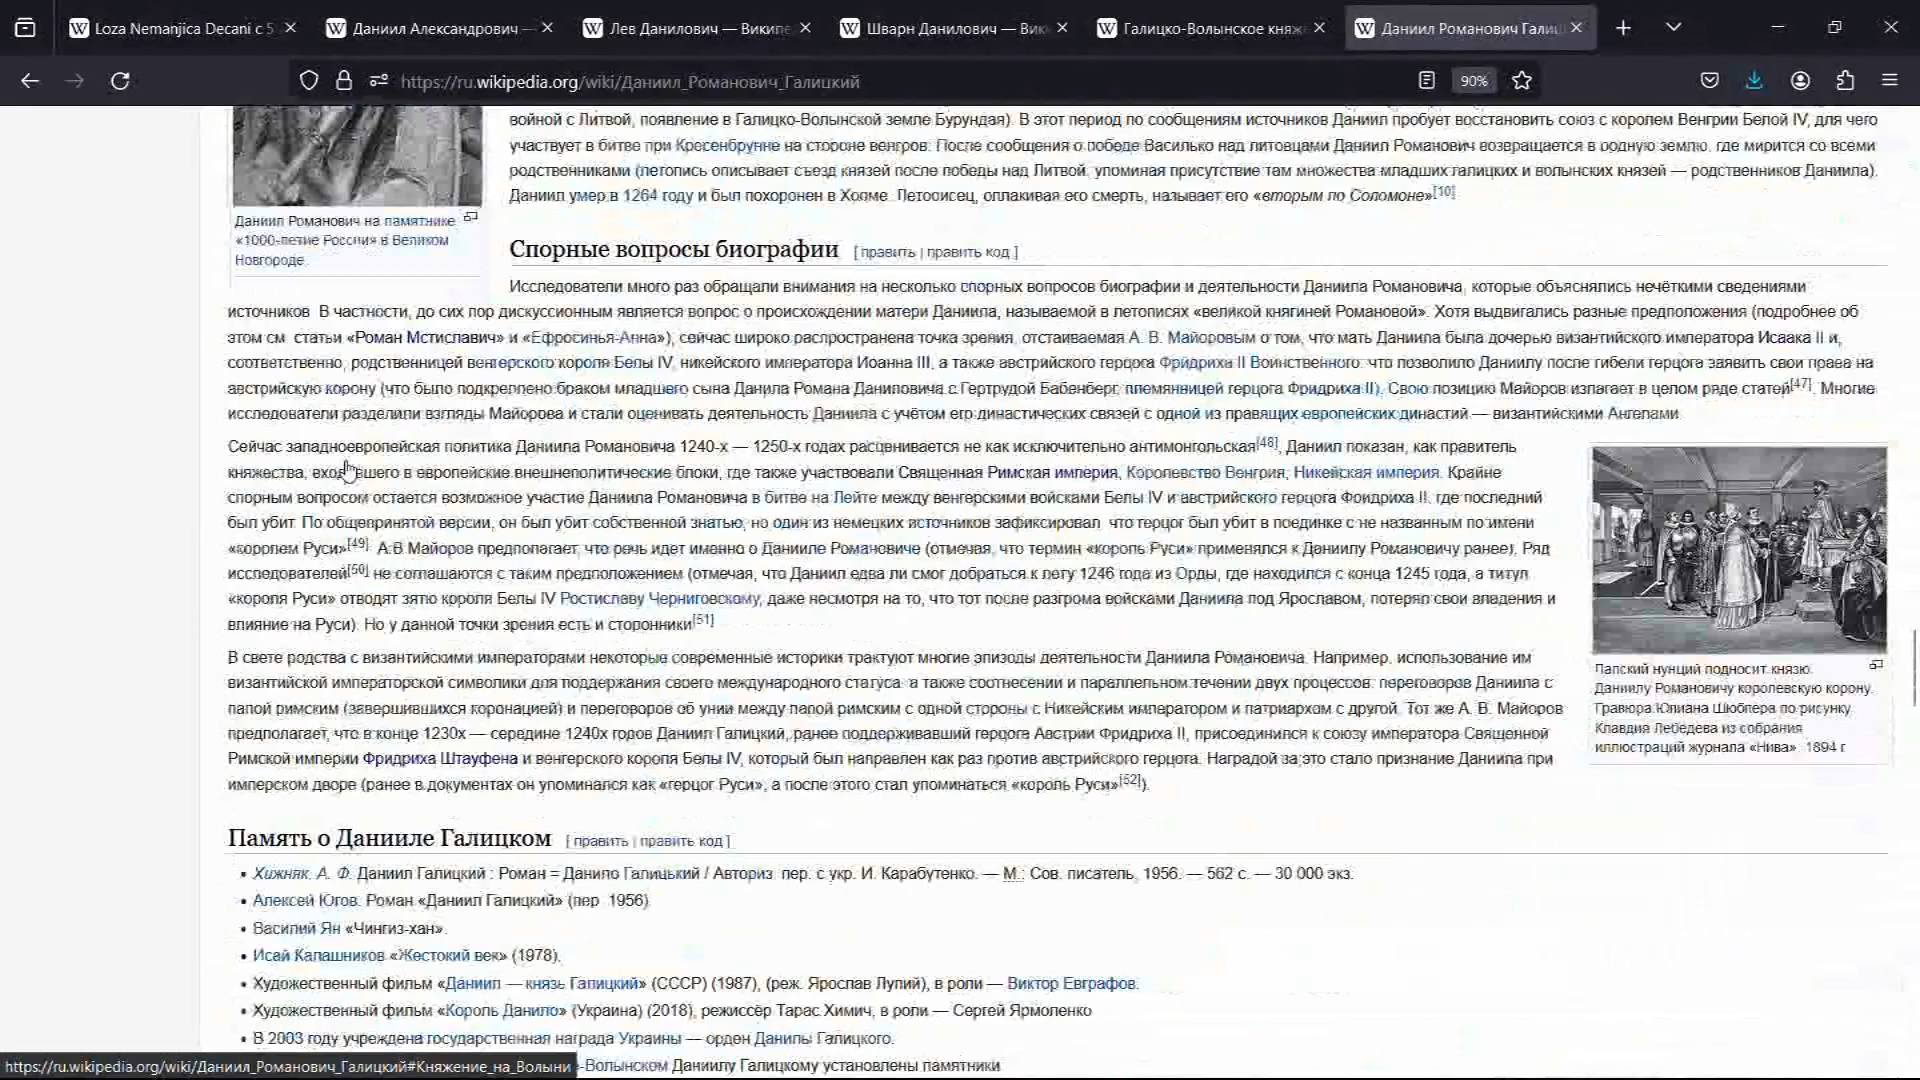 Loza Nemanjica Decani c 5
Даниил Александрович —
Лев Данилович — Википе
Шварн Данилович — Вик
Галицко-Волынское княж
Даниил Романович Галиц
https://ru.wikipedia.org/wiki/Даниил_Романович_Галицкий
90%
войной с Литвой, появление в Галицко-Волынской земле Бурундая). В этот период по сообщениям источников Даниил пробует восстановить союз с королем Венгрии Белой IV, для чего
участвует в битве при Кресенбрунне на стороне венгров. После сообщения о победе Василько над литовцами Даниил Романович возвращается в родную землю, где мирится со всеми
родственниками (летопись описывает съезд князей после победы над Литвой, упоминая присутствие там множества младших галицких и волынских князей — родственников Даниила).
Даниил умер в 1264 году и был похоронен в Холме. Летописец, оплакивая его смерть, называет его «вторым по Соломоне»[10]
Даниил Романович на памятнике
«1000-летие России» в Великом
Новгороде.
Спорные вопросы биографии [ править | править код ]
Исследователи много раз обращали внимания на несколько спорных вопросов биографии и деятельности Даниила Романовича, которые объяснялись нечёткими сведениями
источников. В частности, до сих пор дискуссионным является вопрос о происхождении матери Даниила, называемой в летописях «великой княгиней Романовой». Хотя выдвигались разные предположения (подробнее об
этом см. статьи «Роман Мстиславич» и «Ефросинья-Анна»), сейчас широко распространена точка зрения, отстаиваемая А. В. Майоровым о том, что мать Даниила была дочерью византийского императора Исаака II и,
соответственно, родственницей венгерского короля Белы IV, никейского императора Иоанна III, а также австрийского герцога Фридриха II Воинственного, что позволило Даниилу после гибели герцога заявить свои права на
австрийскую корону (что было подкреплено браком младшего сына Данила Романа Даниловича с Гертрудой Бабенберг, племянницей герцога Фридриха II). Свою позицию Майоров излагает в целом ряде статей[47]. Многие
исследователи разделили взгляды Майорова и стали оценивать деятельность Даниила с учётом его династических связей с одной из правящих европейских династий — византийскими Ангелами.
Сейчас западноевропейская политика Даниила Романовича 1240-х — 1250-х годах расценивается не как исключительно антимонгольская[48], Даниил показан, как правитель
княжества, входившего в европейские внешнеполитические блоки, где также участвовали Священная Римская империя, Королевство Венгрия, Никейская империя. Крайне
спорным вопросом остается возможное участие Даниила Романовича в битве на Лейте между венгерскими войсками Белы IV и австрийского герцога Фридриха II, где последний
был убит. По общепринятой версии, он был убит собственной знатью, но один из немецких источников зафиксировал, что герцог был убит в поединке с не названным по имени
«королем Руси»[49]. А.В Майоров предполагает, что речь идет именно о Данииле Романовиче (отмечая, что термин «король Руси» применялся к Даниилу Романовичу ранее). Ряд
исследователей[50] не соглашаются с таким предположением (отмечая, что Даниил едва ли смог добраться к лету 1246 года из Орды, где находился с конца 1245 года, а титул
«короля Руси» отводят зятю короля Белы IV Ростиславу Черниговскому, даже несмотря на то, что тот после разгрома войсками Даниила под Ярославом, потерял свои владения и
влияние на Руси). Но у данной точки зрения есть и сторонники[51]
В свете родства с византийскими императорами некоторые современные историки трактуют многие эпизоды деятельности Даниила Романовича. Например, использование им
византийской императорской символики для поддержания своего международного статуса, а также соотнесении и параллельном течении двух процессов: переговоров Даниила с
папой римским (завершившихся коронацией) и переговоров об унии между папой римским с одной стороны с Никейским императором и патриархом с другой. Тот же А. В. Майоров
предполагает, что в конце 1230х — середине 1240х годов Даниил Галицкий, ранее поддерживавший герцога Австрии Фридриха II, присоединился к союзу императора Священной
Римской империи Фридриха Штауфена и венгерского короля Белы IV, который был направлен как раз против австрийского герцога. Наградой за это стало признание Даниила при
имперском дворе (ранее в документах он упоминался как «герцог Руси», а после этого стал упоминаться «король Руси»[52]).
Папский нунций подносит князю
Даниилу Романовичу королевскую корону.
Гравюра Юлиана Шюблера по рисунку
Клавдия Лебедева из собрания
иллюстраций журнала «Нива». 1894 г
Память о Данииле Галицком [ править | править код ]
• Хижняк, А. Ф. Даниил Галицкий : Роман = Данило Галицький / Авториз. пер. с укр. И. Карабутенко. — М.: Сов. писатель, 1956. — 562 с. — 30 000 экз.
• Алексей Югов. Роман «Даниил Галицкий» (пер. 1956)
• Василий Ян «Чингиз-хан».
• Исай Калашников «Жестокий век» (1978).
• Художественный фильм «Даниил — князь Галицкий» (СССР) (1987), (реж. Ярослав Лупий), в роли — Виктор Евграфов.
• Художественный фильм «Король Данило» (Украина) (2018), режиссёр Тарас Химич, в роли — Сергей Ярмоленко
• В 2003 году учреждена государственная награда Украины — орден Данилы Галицкого.
-Волынском Даниилу Галицкому установлены памятники
https://ru.wikipedia.org/wiki/Даниил_Романович_Галицкий#Княжение_на_Волыни